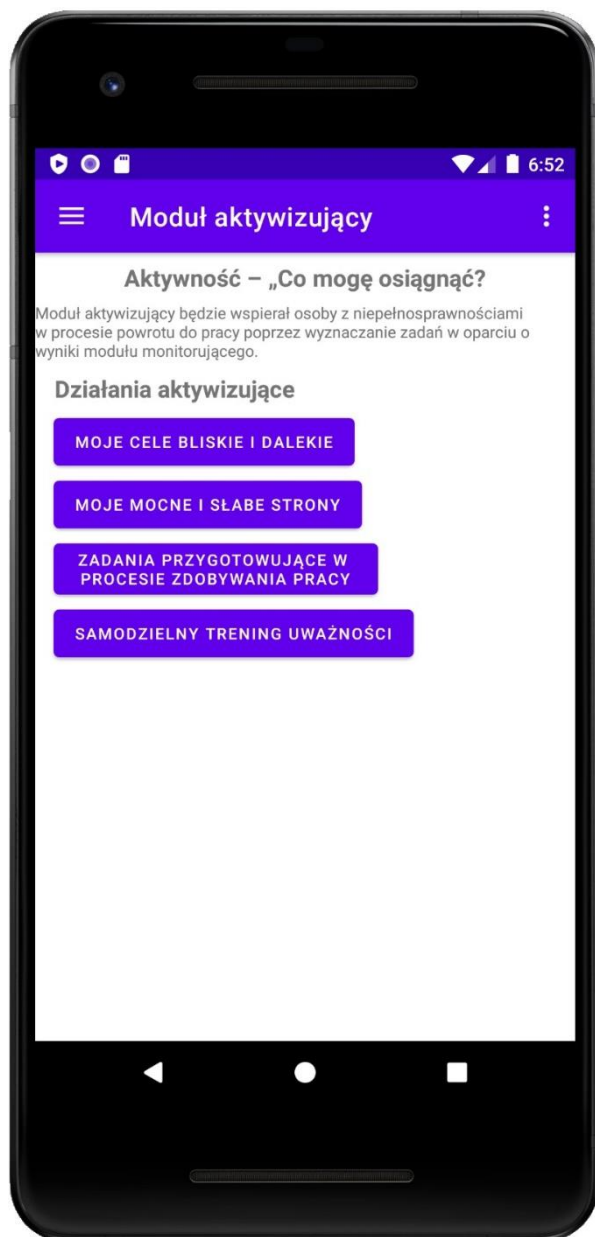 6:52
Moduł aktywizujący
Aktywność – „Co mogę osiągnąć?
Moduł aktywizujący będzie wspierał osoby z niepełnosprawnościami
w procesie powrotu do pracy poprzez wyznaczanie zadań w oparciu o
wyniki modułu monitorującego.
Działania aktywizujące
MOJE CELE BLISKIE I DALEKIE
MOJE MOCNE I SŁABE STRONY
ZADANIA PRZYGOTOWUJĄCE W
PROCESIE ZDOBYWANIA PRACY
SAMODZIELNY TRENING UWAŻNOŚCI